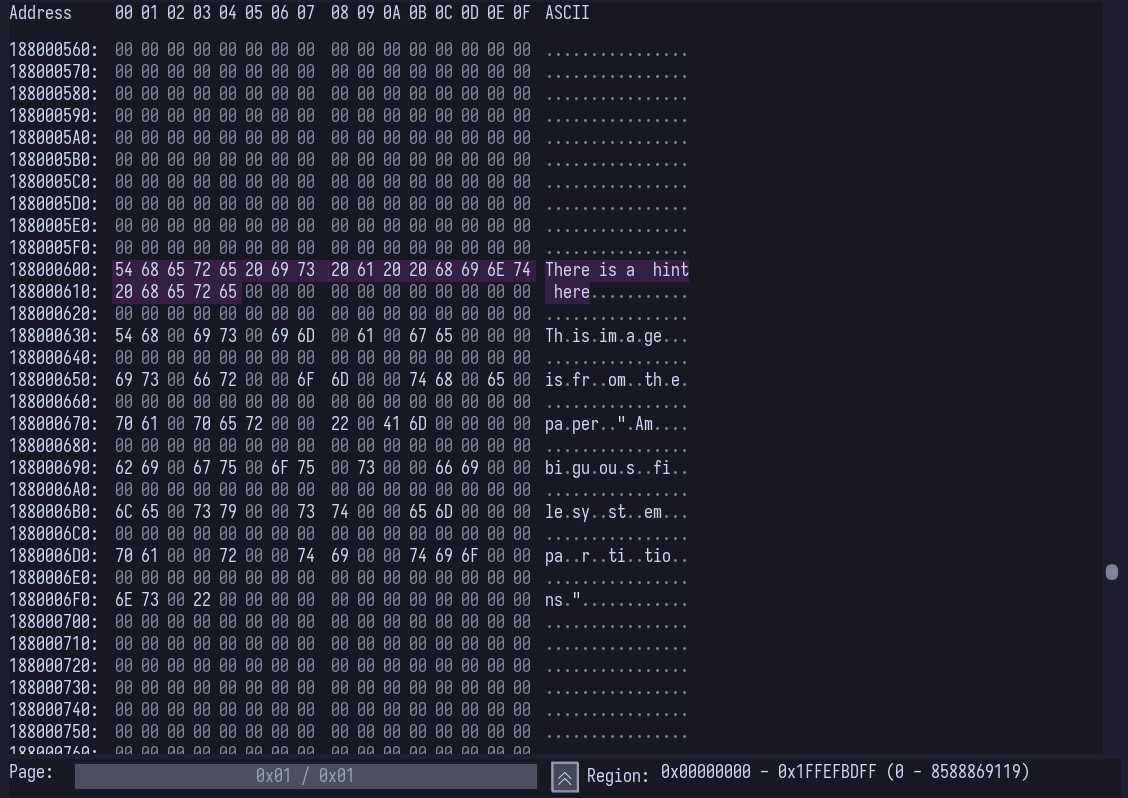 Address 00 01 02 03 04 05 06 07 08 09 0A 0B 0C 0D 0E 0F ASCII
188000560: 00 00 00 00 00 00 00 00 00 00 00 00 00 00 00 00 ................
188000570: 00 00 00 00 00 00 00 00 00 00 00 00 00 00 00 00 ................
188000580: 00 00 00 00 00 00 00 00 00 00 00 00 00 00 00 00 ................
188000590: 00 00 00 00 00 00 00 00 00 00 00 00 00 00 00 00 ................
1880005A0: 00 00 00 00 00 00 00 00 00 00 00 00 00 00 00 00 ................
1880005B0: 00 00 00 00 00 00 00 00 00 00 00 00 00 00 00 00 ................
1880005C0: 00 00 00 00 00 00 00 00 00 00 00 00 00 00 00 00 ................
1880005D0: 00 00 00 00 00 00 00 00 00 00 00 00 00 00 00 00 ................
1880005E0: 00 00 00 00 00 00 00 00 00 00 00 00 00 00 00 00 ................
1880005F0: 00 00 00 00 00 00 00 00 00 00 00 00 00 00 00 00 ................
188000600: 54 68 65 72 65 20 69 73 20 61 20 20 68 69 6E 74 There is a  hint
188000610: 20 68 65 72 65 00 00 00 00 00 00 00 00 00 00 00  here...........
188000620: 00 00 00 00 00 00 00 00 00 00 00 00 00 00 00 00 ................
188000630: 54 68 00 69 73 00 69 6D 00 61 00 67 65 00 00 00 Th.is.im.a.ge...
188000640: 00 00 00 00 00 00 00 00 00 00 00 00 00 00 00 00 ................
188000650: 69 73 00 66 72 00 00 6F 6D 00 00 74 68 00 65 00 is.fr..om..th.e.
188000660: 00 00 00 00 00 00 00 00 00 00 00 00 00 00 00 00 ................
188000670: 70 61 00 70 65 72 00 00 22 00 41 6D 00 00 00 00 pa.per..".Am....
188000680: 00 00 00 00 00 00 00 00 00 00 00 00 00 00 00 00 ................
188000690: 62 69 00 67 75 00 6F 75 00 73 00 00 66 69 00 00 bi.gu.ou.s..fi..
1880006A0: 00 00 00 00 00 00 00 00 00 00 00 00 00 00 00 00 ................
1880006B0: 6C 65 00 73 79 00 00 73 74 00 00 65 6D 00 00 00 le.sy..st..em...
1880006C0: 00 00 00 00 00 00 00 00 00 00 00 00 00 00 00 00 ................
1880006D0: 70 61 00 00 72 00 00 74 69 00 00 74 69 6F 00 00 pa..r..ti..tio..
1880006E0: 00 00 00 00 00 00 00 00 00 00 00 00 00 00 00 00 ................
1880006F0: 6E 73 00 22 00 00 00 00 00 00 00 00 00 00 00 00 ns."............
188000700: 00 00 00 00 00 00 00 00 00 00 00 00 00 00 00 00 ................
188000710: 00 00 00 00 00 00 00 00 00 00 00 00 00 00 00 00 ................
188000720: 00 00 00 00 00 00 00 00 00 00 00 00 00 00 00 00 ................
188000730: 00 00 00 00 00 00 00 00 00 00 00 00 00 00 00 00 ................
188000740: 00 00 00 00 00 00 00 00 00 00 00 00 00 00 00 00 ................
188000750: 00 00 00 00 00 00 00 00 00 00 00 00 00 00 00 00 ................
188000760: 00 00 00 00 00 00 00 00 00 00 00 00 00 00 00 00
Page: 0x01 / 0x01 Region: 0x00000000 - 0x1FFEFBDFF (0 - 8588869119)